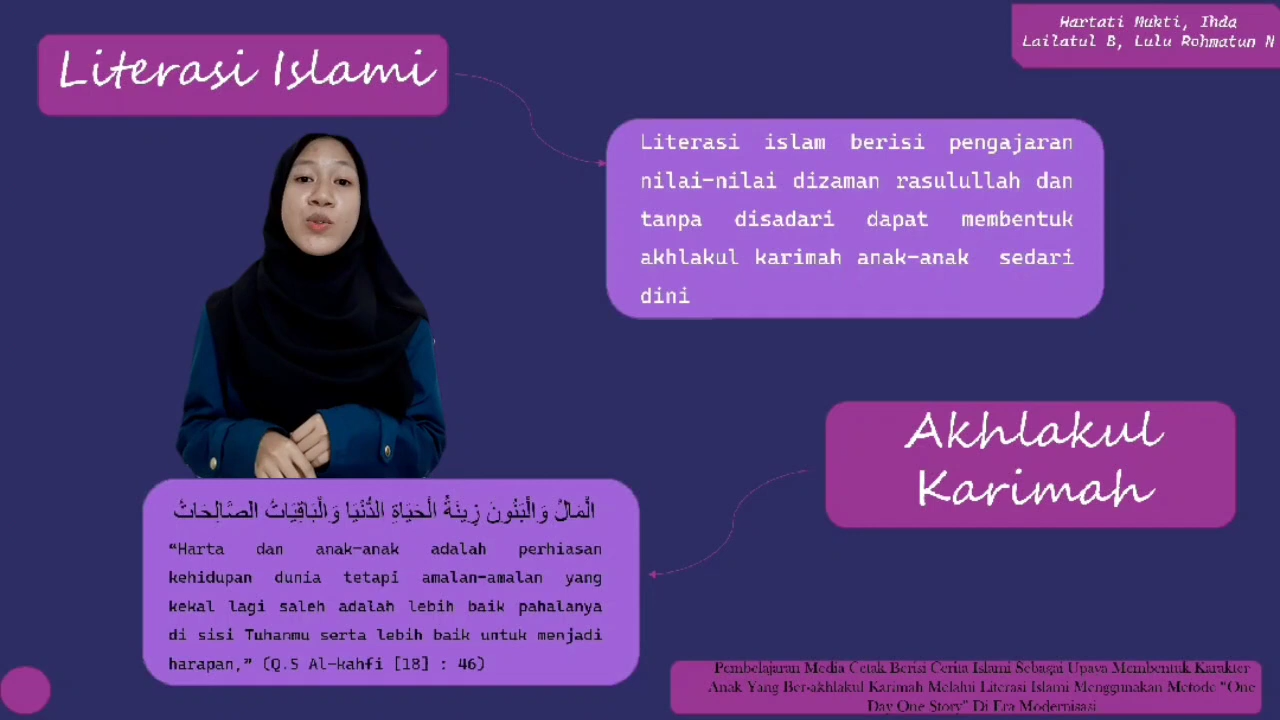 Hartati Mukti, Ihda
Lailatul B, Lulu Rohmatun N
Literasi Islami
Literasi islam berisi pengajaran
nilai-nilai dizaman rasulullah dan
tanpa disadari dapat membentuk
akhlakul karimah anak-anak sedari
dini
Akhlakul
Karimah
الْمَالُ وَالْبَنُونَ زِينَةُ الْحَيَاةِ الدُّنْيَا وَالْبَاقِيَاتُ الصَّالِحَاتُ
“Harta dan anak-anak adalah perhiasan
kehidupan dunia tetapi amalan-amalan yang
kekal lagi saleh adalah lebih baik pahalanya
di sisi Tuhanmu serta lebih baik untuk menjadi
harapan,” (Q.S Al-kahfi [18] : 46)
Pembelajaran Media Cetak Berisi Cerita Islami Sebagai Upaya Membentuk Karakter
Anak Yang Ber-akhlakul Karimah Melalui Literasi Islami Menggunakan Metode "One
Day One Story" Di Era Modernisasi